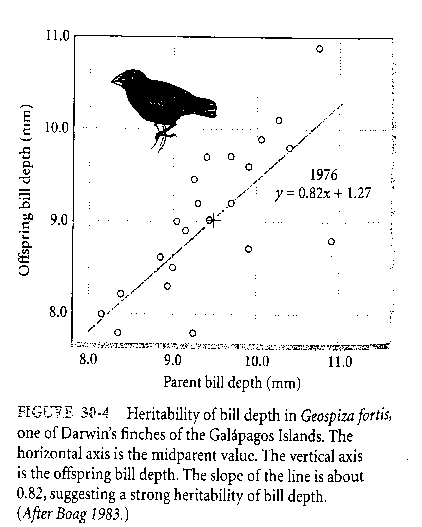 11.0
10.0
9.0
8.0
Offspring bill depth (mm)
1976
y = 0.82x + 1.27
8.0 9.0 10.0 11.0
Parent bill depth (mm)
FIGURE 30-4 Heritability of bill depth in Geospiza fortis,
one of Darwin's finches of the Galápagos Islands. The
horizontal axis is the midparent value. The vertical axis
is the offspring bill depth. The slope of the line is about
0.82, suggesting a strong heritability of bill depth.
(After Boag 1983.)